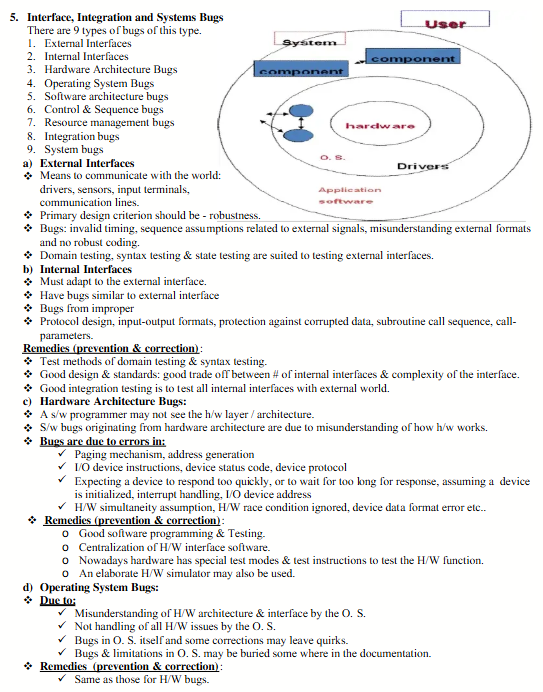 5. Interface, Integration and Systems Bugs
There are 9 types of bugs of this type.
1. External Interfaces
2. Internal Interfaces
3. Hardware Architecture Bugs
4. Operating System Bugs
5. Software architecture bugs
6. Control & Sequence bugs
7. Resource management bugs
8. Integration bugs
9. System bugs
User
System
component
component
hardware
O. S.
Drivers
Application
software
a) External Interfaces
❖ Means to communicate with the world:
drivers, sensors, input terminals,
communication lines.
❖ Primary design criterion should be - robustness.
❖ Bugs: invalid timing, sequence assumptions related to external signals, misunderstanding external formats
and no robust coding.
❖ Domain testing, syntax testing & state testing are suited to testing external interfaces.
b) Internal Interfaces
❖ Must adapt to the external interface.
❖ Have bugs similar to external interface
❖ Bugs from improper
❖ Protocol design, input-output formats, protection against corrupted data, subroutine call sequence, call-
parameters.
Remedies (prevention & correction):
❖ Test methods of domain testing & syntax testing.
❖ Good design & standards: good trade off between # of internal interfaces & complexity of the interface.
❖ Good integration testing is to test all internal interfaces with external world.
c) Hardware Architecture Bugs:
❖ A s/w programmer may not see the h/w layer / architecture.
❖ S/w bugs originating from hardware architecture are due to misunderstanding of how h/w works.
❖ Bugs are due to errors in:
✓ Paging mechanism, address generation
✓ I/O device instructions, device status code, device protocol
✓ Expecting a device to respond too quickly, or to wait for too long for response, assuming a device
is initialized, interrupt handling, I/O device address
✓ H/W simultaneity assumption, H/W race condition ignored, device data format error etc..
❖ Remedies (prevention & correction):
o Good software programming & Testing.
o Centralization of H/W interface software.
o Nowadays hardware has special test modes & test instructions to test the H/W function.
o An elaborate H/W simulator may also be used.
d) Operating System Bugs:
❖ Due to:
✓ Misunderstanding of H/W architecture & interface by the O. S.
✓ Not handling of all H/W issues by the O. S.
✓ Bugs in O. S. itself and some corrections may leave quirks.
✓ Bugs & limitations in O. S. may be buried some where in the documentation.
❖ Remedies (prevention & correction):
✓ Same as those for H/W bugs.